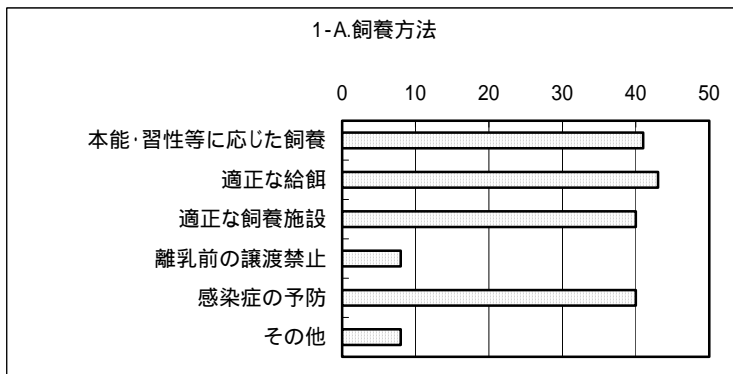 1-A.飼養方法
0 10 20 30 40 50
本能・習性等に応じた飼養
適正な給餌
適正な飼養施設
離乳前の譲渡禁止
感染症の予防
その他